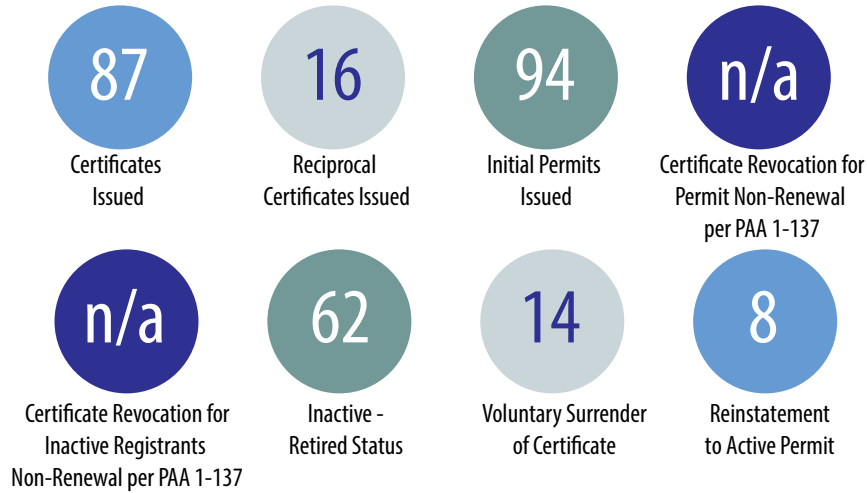 87
Certificates
Issued
16
Reciprocal
Certificates Issued
94
Initial Permits
Issued
n/a
Certificate Revocation for
Permit Non-Renewal
per PAA 1-137
n/a
Certificate Revocation for
Inactive Registrants
Non-Renewal per PAA 1-137
62
Inactive -
Retired Status
14
Voluntary Surrender
of Certificate
8
Reinstatement
to Active Permit